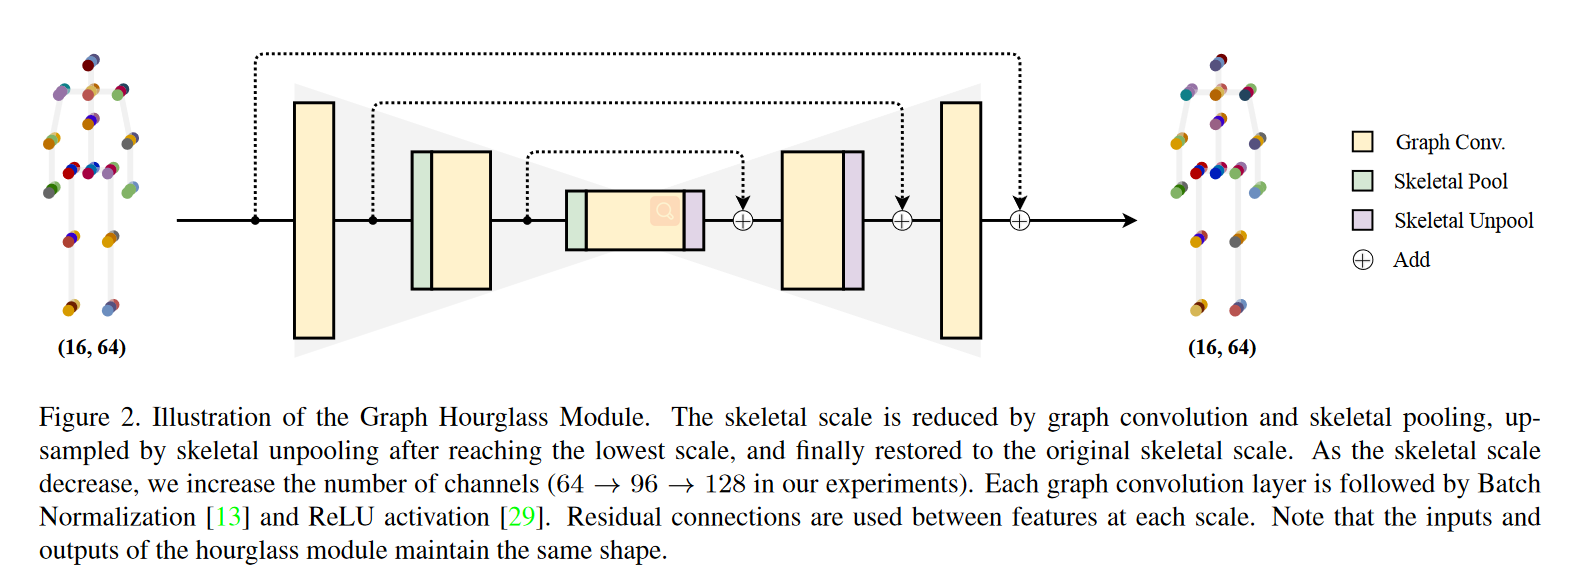 Graph Conv.
Skeletal Pool
Skeletal Unpool
Add
(16, 64)
(16, 64)
Figure 2. Illustration of the Graph Hourglass Module. The skeletal scale is reduced by graph convolution and skeletal pooling, up-
sampled by skeletal unpooling after reaching the lowest scale, and finally restored to the original skeletal scale. As the skeletal scale
decrease, we increase the number of channels (64 → 96 → 128 in our experiments). Each graph convolution layer is followed by Batch
Normalization [13] and ReLU activation [29]. Residual connections are used between features at each scale. Note that the inputs and
outputs of the hourglass module maintain the same shape.